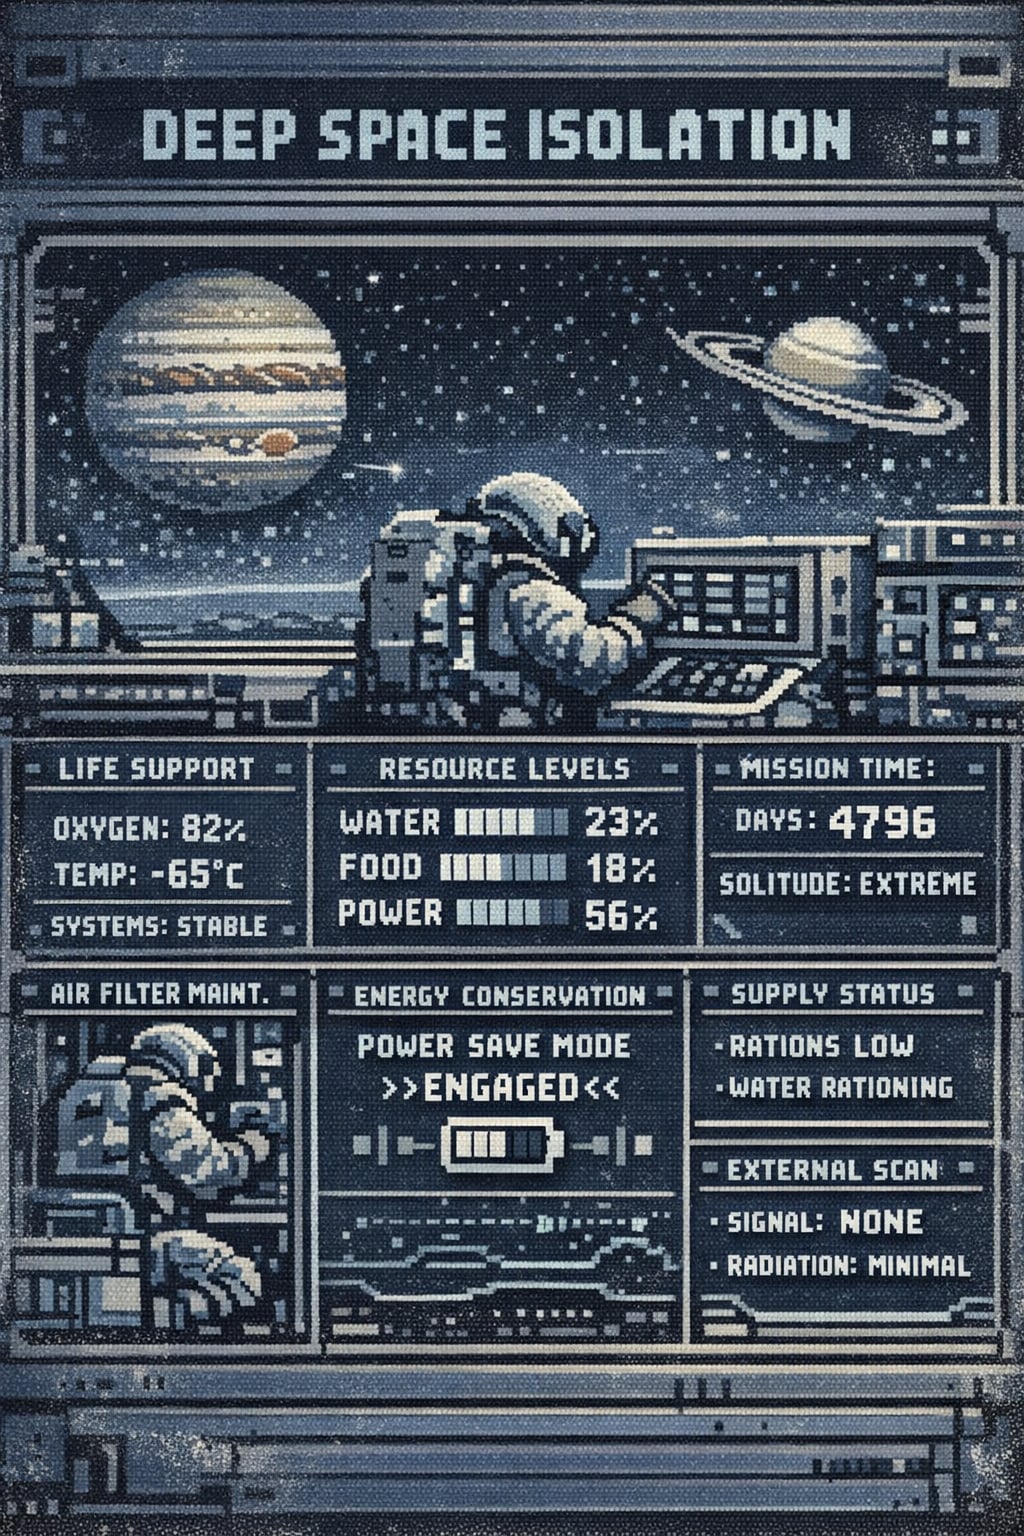 DEEP SPACE ISOLATION
LIFE SUPPORT
OXYGEN: 82%
TEMP: -65°C
SYSTEMS: STABLE
RESOURCE LEVELS
WATER 23%
FOOD 18%
POWER 56%
MISSION TIME:
DAYS: 4796
SOLITUDE: EXTREME
AIR FILTER MAINT.
ENERGY CONSERVATION
POWER SAVE MODE
>>ENGAGED<<
SUPPLY STATUS
·RATIONS LOW
·WATER RATIONING
EXTERNAL SCAN
· SIGNAL: NONE
· RADIATION: MINIMAL